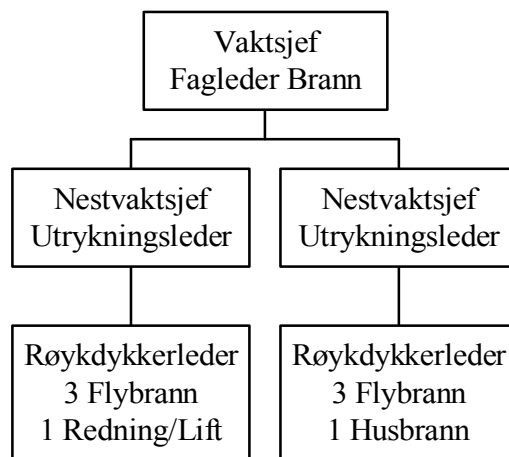 Vaktsjef
Fagleder Brann
Nestvaktsjef
Utrykningsleder
Nestvaktsjef
Utrykningsleder
Røykdykkerleder
3 Flybrann
1 Redning/Lift
Røykdykkerleder
3 Flybrann
1 Husbrann